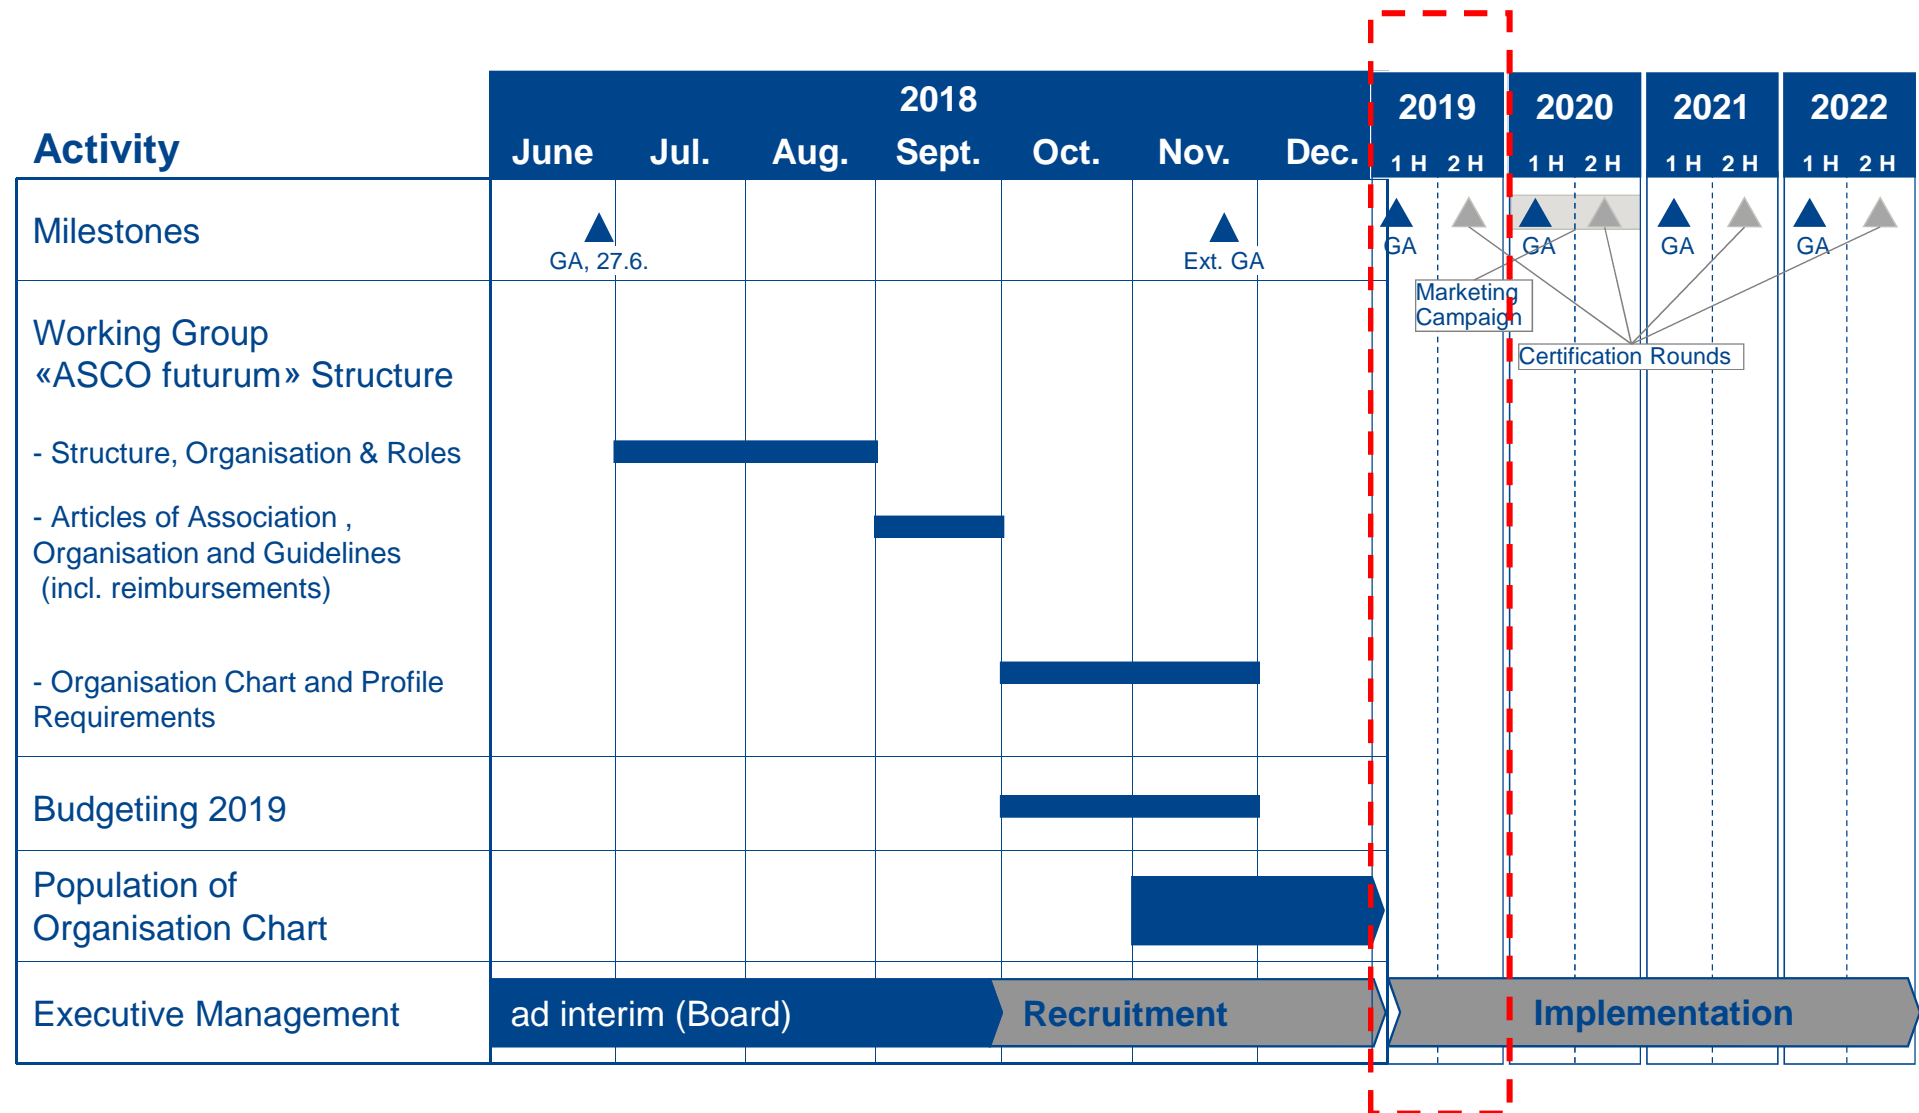 2018
2019 2020 2021 2022
Activity
June Jul. Aug. Sept. Oct. Nov. Dec.
1 H 2 H 1 H 2 H 1 H 2 H 1 H 2 H
Milestones
GA, 27.6.
Ext. GA
GA GA GA GA
Marketing
Campaign
Certification Rounds
Working Group
«ASCO futurum» Structure
- Structure, Organisation & Roles
- Articles of Association ,
Organisation and Guidelines
(incl. reimbursements)
- Organisation Chart and Profile
Requirements
Budgetiing 2019
Population of
Organisation Chart
Executive Management
ad interim (Board)
Recruitment
Implementation